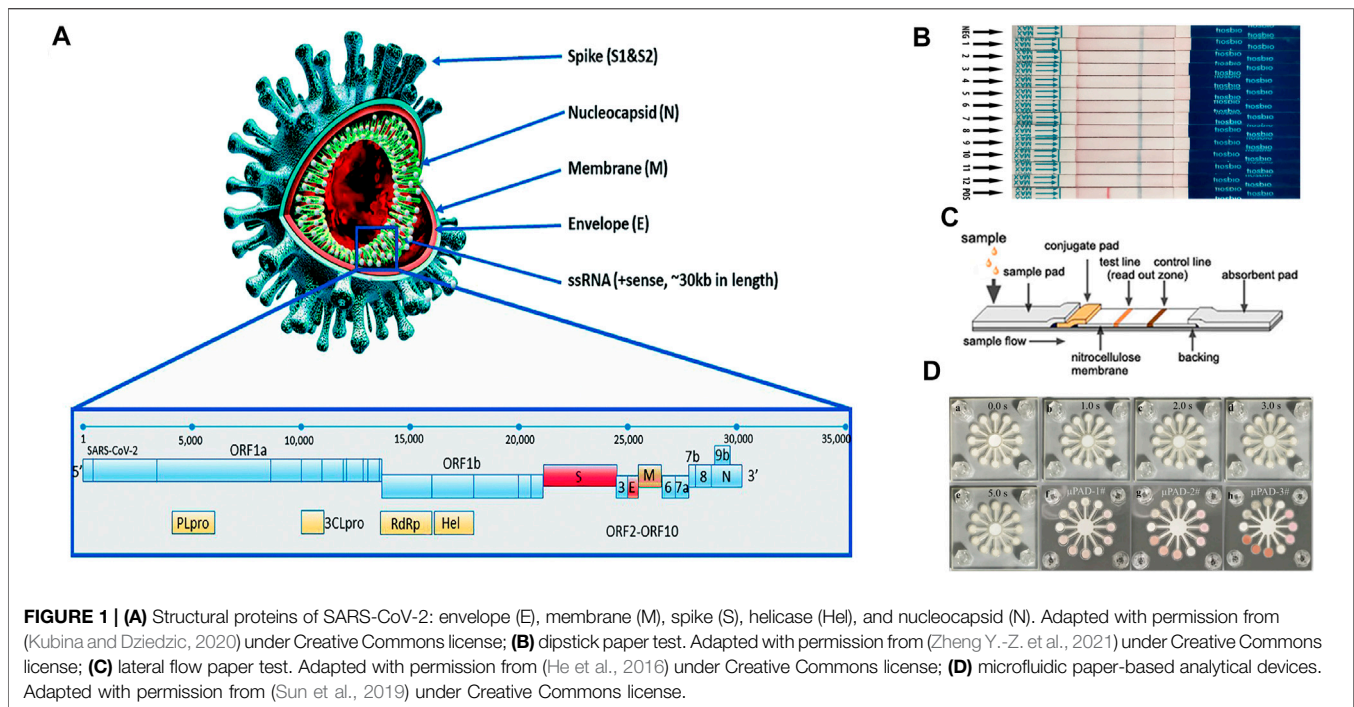 A
Spike (S1&S2)
Nucleocapsid (N)
Membrane (M)
Envelope (E)
ssRNA (+sense, ~30kb in length)
1 5,000 10,000 15,000 20,000 25,000 30,000 35,000
SARS-CoV-2 ORF1a ORF1b 7b 9b
5' S 3 E M 6 7a 8 N 3'
PLpro 3CLpro RdRp Hel ORF2-ORF10
B
NEG
1
2
3
4
5
6
7
8
9
10
11
12
POS
hosbio
C
sample
sample pad
conjugate pad
test line
(read out zone)
control line
absorbent pad
sample flow
nitrocellulose
membrane
backing
D
a 0.0 s b 1.0 s c 2.0 s d 3.0 s
e 5.0 s f μPAD-1# g μPAD-2# h μPAD-3#
FIGURE 1 | (A) Structural proteins of SARS-CoV-2: envelope (E), membrane (M), spike (S), helicase (Hel), and nucleocapsid (N). Adapted with permission from
(Kubina and Dziedzic, 2020) under Creative Commons license; (B) dipstick paper test. Adapted with permission from (Zheng Y.-Z. et al., 2021) under Creative Commons
license; (C) lateral flow paper test. Adapted with permission from (He et al., 2016) under Creative Commons license; (D) microfluidic paper-based analytical devices.
Adapted with permission from (Sun et al., 2019) under Creative Commons license.